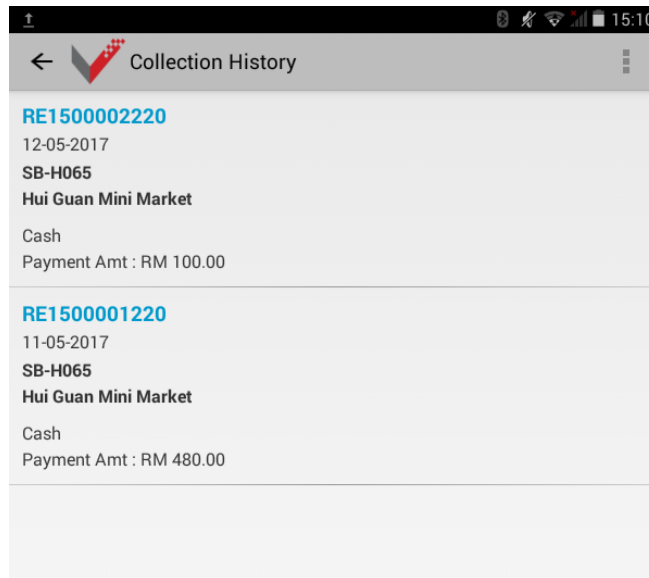 15:10
Collection History
RE1500002220
12-05-2017
SB-H065
Hui Guan Mini Market
Cash
Payment Amt : RM 100.00
RE1500001220
11-05-2017
SB-H065
Hui Guan Mini Market
Cash
Payment Amt : RM 480.00